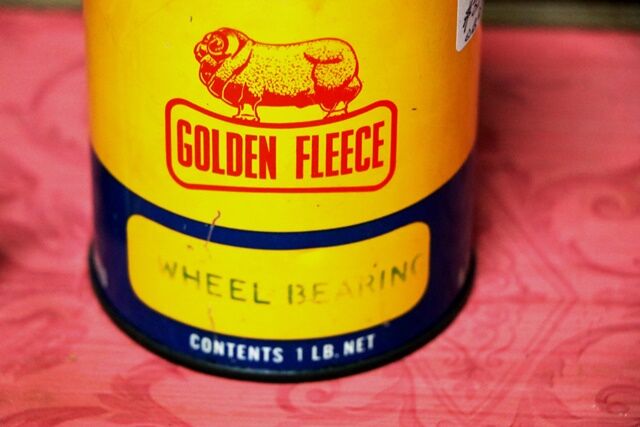 GOLDEN FLEECE
WHEEL BEARING
CONTENTS 1 LB. NET